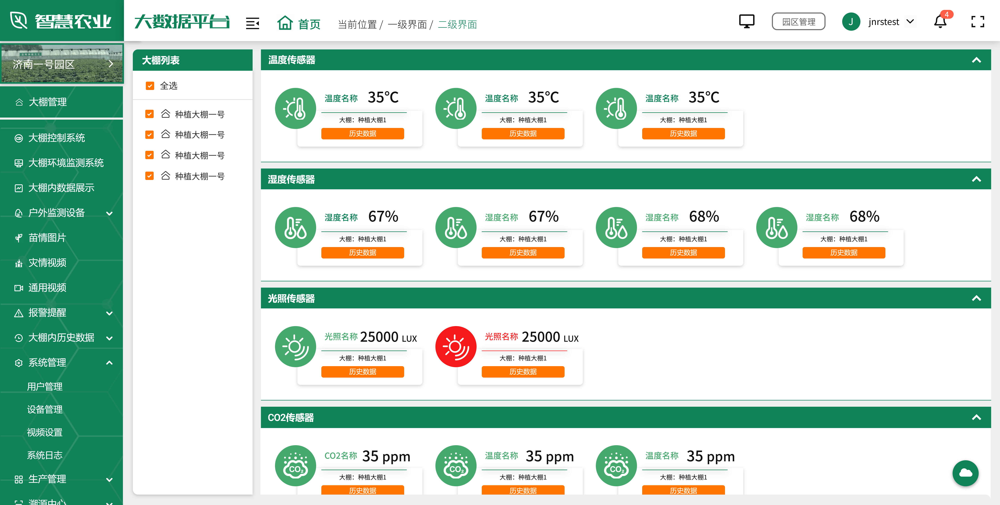 智慧农业
大数据平台
首页
当前位置 / 一级界面 / 二级界面
园区管理
J
jnrstest
4
济南一号园区
大棚管理
大棚控制系统
大棚环境监测系统
大棚内数据展示
户外监测设备
苗情图片
灾情视频
通用视频
报警提醒
大棚内历史数据
系统管理
用户管理
设备管理
视频设置
系统日志
生产管理
溯源中心
大棚列表
全选
种植大棚一号
种植大棚一号
种植大棚一号
种植大棚一号
温度传感器
温度名称 35℃
大棚：种植大棚1
历史数据
温度名称 35℃
大棚：种植大棚1
历史数据
温度名称 35℃
大棚：种植大棚1
历史数据
湿度传感器
湿度名称 67%
大棚：种植大棚1
历史数据
湿度名称 67%
大棚：种植大棚1
历史数据
湿度名称 68%
大棚：种植大棚1
历史数据
湿度名称 68%
大棚：种植大棚1
历史数据
光照传感器
光照名称 25000 LUX
大棚：种植大棚1
历史数据
光照名称 25000 LUX
大棚：种植大棚1
历史数据
CO2传感器
CO₂
CO2名称 35 ppm
大棚：种植大棚1
历史数据
CO₂
温度名称 35 ppm
大棚：种植大棚1
历史数据
CO₂
温度名称 35 ppm
大棚：种植大棚1
历史数据